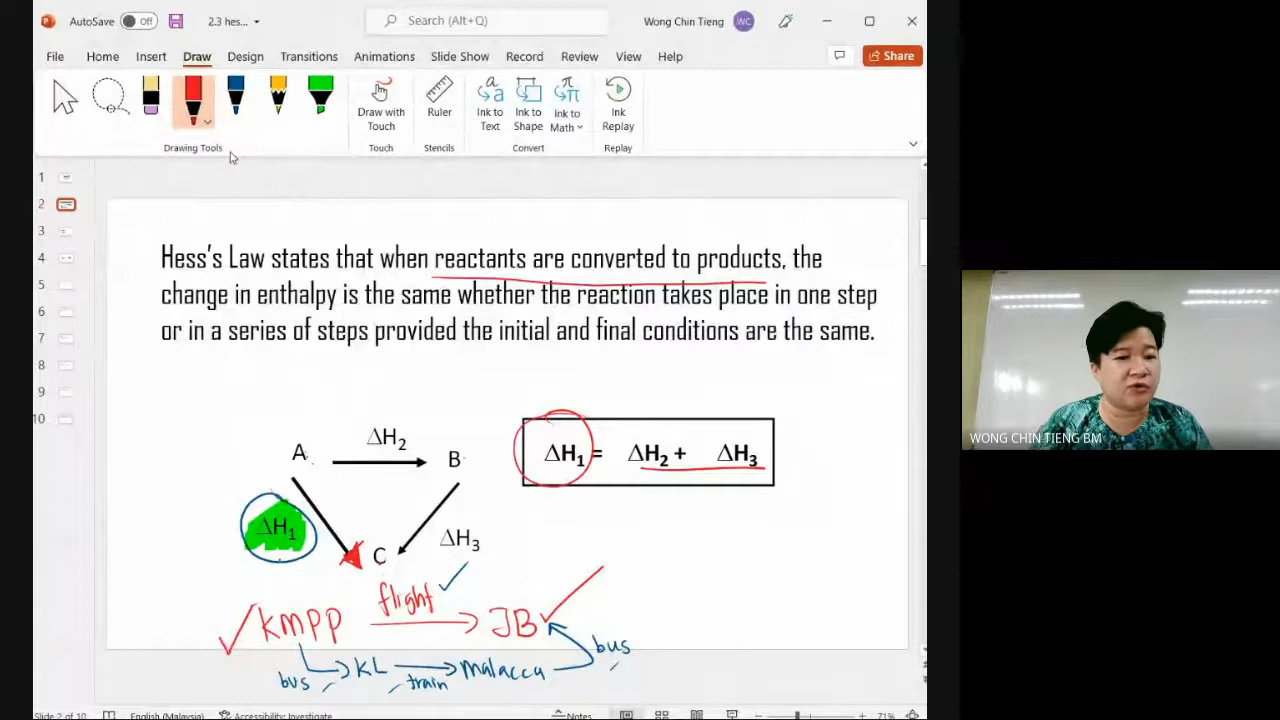 AutoSave Off 2.3 hes... Search (Alt+Q) Wong Chin Tieng WC
File Home Insert Draw Design Transitions Animations Slide Show Record Review View Help Share
Draw with Touch Ruler Ink to Text Ink to Shape Ink to Math Ink Replay
Drawing Tools Touch Stencils Convert Replay
1
2
3
4
5
6
7
8
9
10
Hess's Law states that when reactants are converted to products, the
change in enthalpy is the same whether the reaction takes place in one step
or in a series of steps provided the initial and final conditions are the same.
A ΔH2 B
ΔH1 = ΔH2 + ΔH3
ΔH1 C ΔH3
flight
KMPP JB
bus KL train Malacca bus
WONG CHIN TIENG BM
Slide 2 of 10 English (Malaysia) Accessibility: Investigate Notes 71%